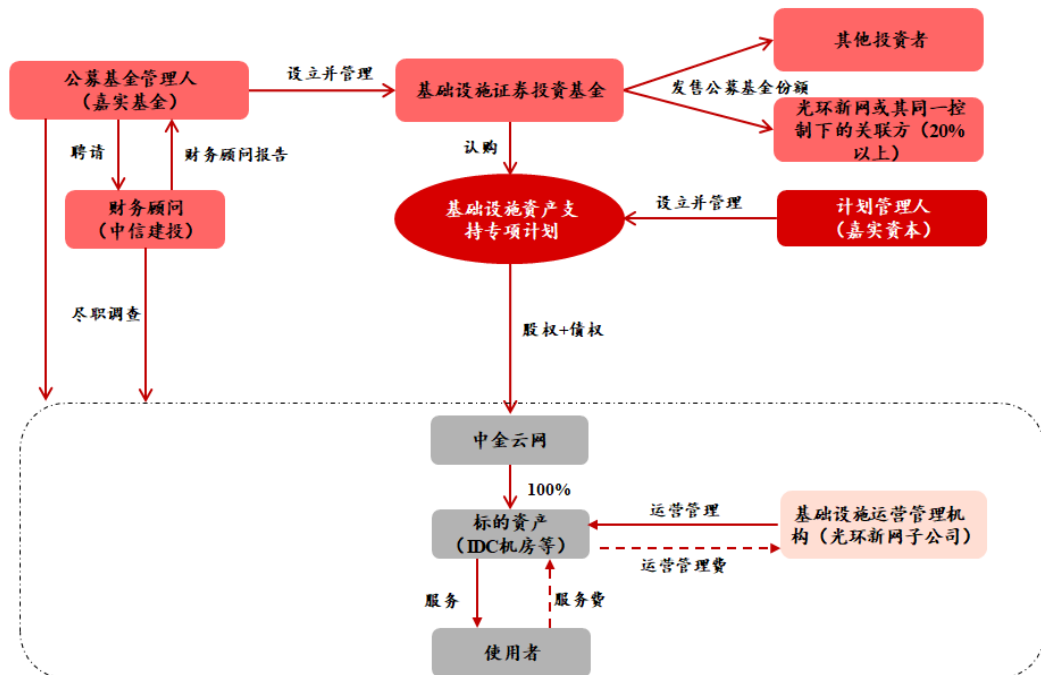 其他投资者
公募基金管理人
（嘉实基金）
设立并管理
基础设施证券投资基金
发售公募基金份额
光环新网或其同一控
制下的关联方（20%
以上）
聘请
财务顾问报告
认购
财务顾问
（中信建投）
基础设施资产支
持专项计划
设立并管理
计划管理人
（嘉实资本）
尽职调查
股权+债权
中金云网
100%
标的资产
（IDC机房等）
运营管理
基础设施运营管理机
构（光环新网子公司）
运营管理费
服务
服务费
使用者